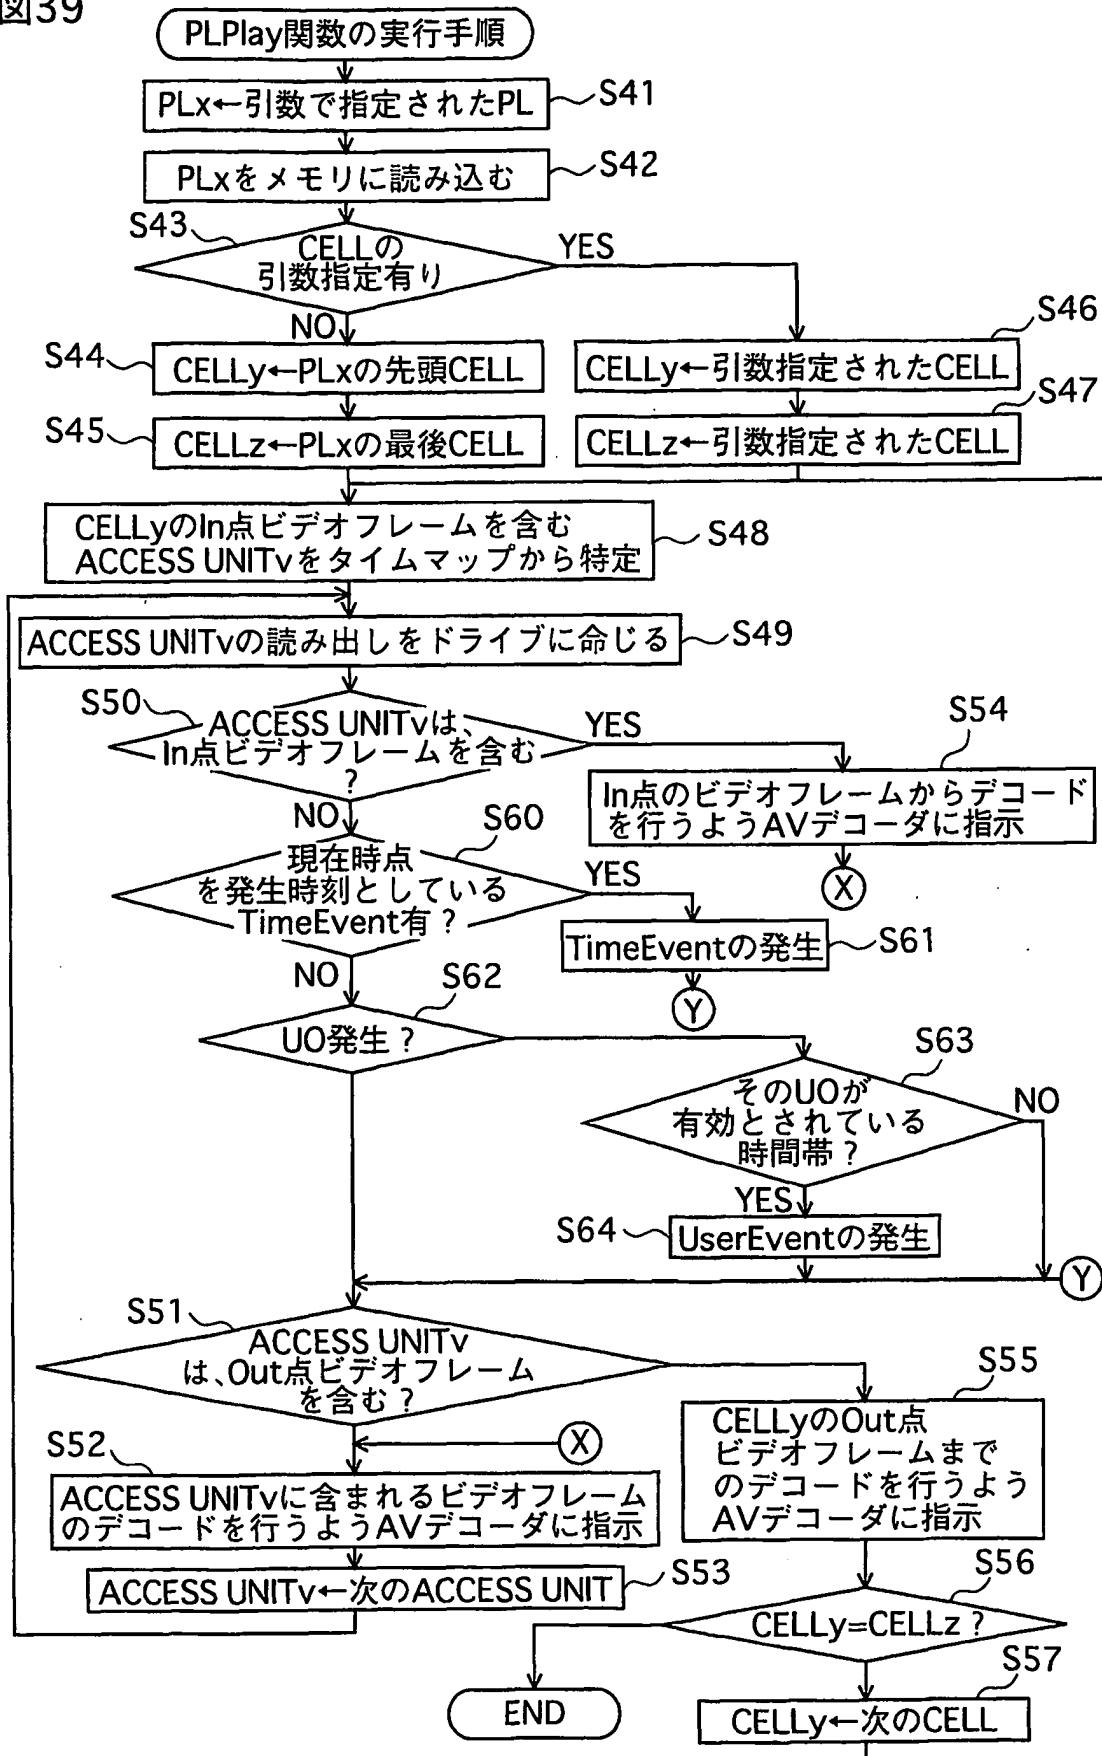 図39
PLPlay関数の実行手順
PLx←引数で指定されたPL
S41
PLxをメモリに読み込む
S42
S43
CELLの
引数指定有り
YES
NO
S44
CELLy←PLxの先頭CELL
S46
CELLy←引数指定されたCELL
S45
CELLz←PLxの最後CELL
S47
CELLz←引数指定されたCELL
CELLyのIn点ビデオフレームを含む
ACCESS UNITvをタイムマップから特定
S48
ACCESS UNITvの読み出しをドライブに命じる
S49
S50
ACCESS UNITvは、
In点ビデオフレームを含む
?
YES
NO
S54
In点のビデオフレームからデコード
を行うようAVデコーダに指示
X
S60
現在時点
を発生時刻としている
TimeEvent有?
YES
NO
TimeEventの発生
S61
Y
S62
UO発生?
S63
そのUOが
有効とされている
時間帯?
NO
YES
S64
UserEventの発生
Y
S51
ACCESS UNITv
は、Out点ビデオフレーム
を含む?
X
S55
CELLyのOut点
ビデオフレームまで
のデコードを行うよう
AVデコーダに指示
S52
ACCESS UNITvに含まれるビデオフレーム
のデコードを行うようAVデコーダに指示
ACCESS UNITv←次のACCESS UNIT
S53
S56
CELLy=CELLz?
END
S57
CELLy←次のCELL